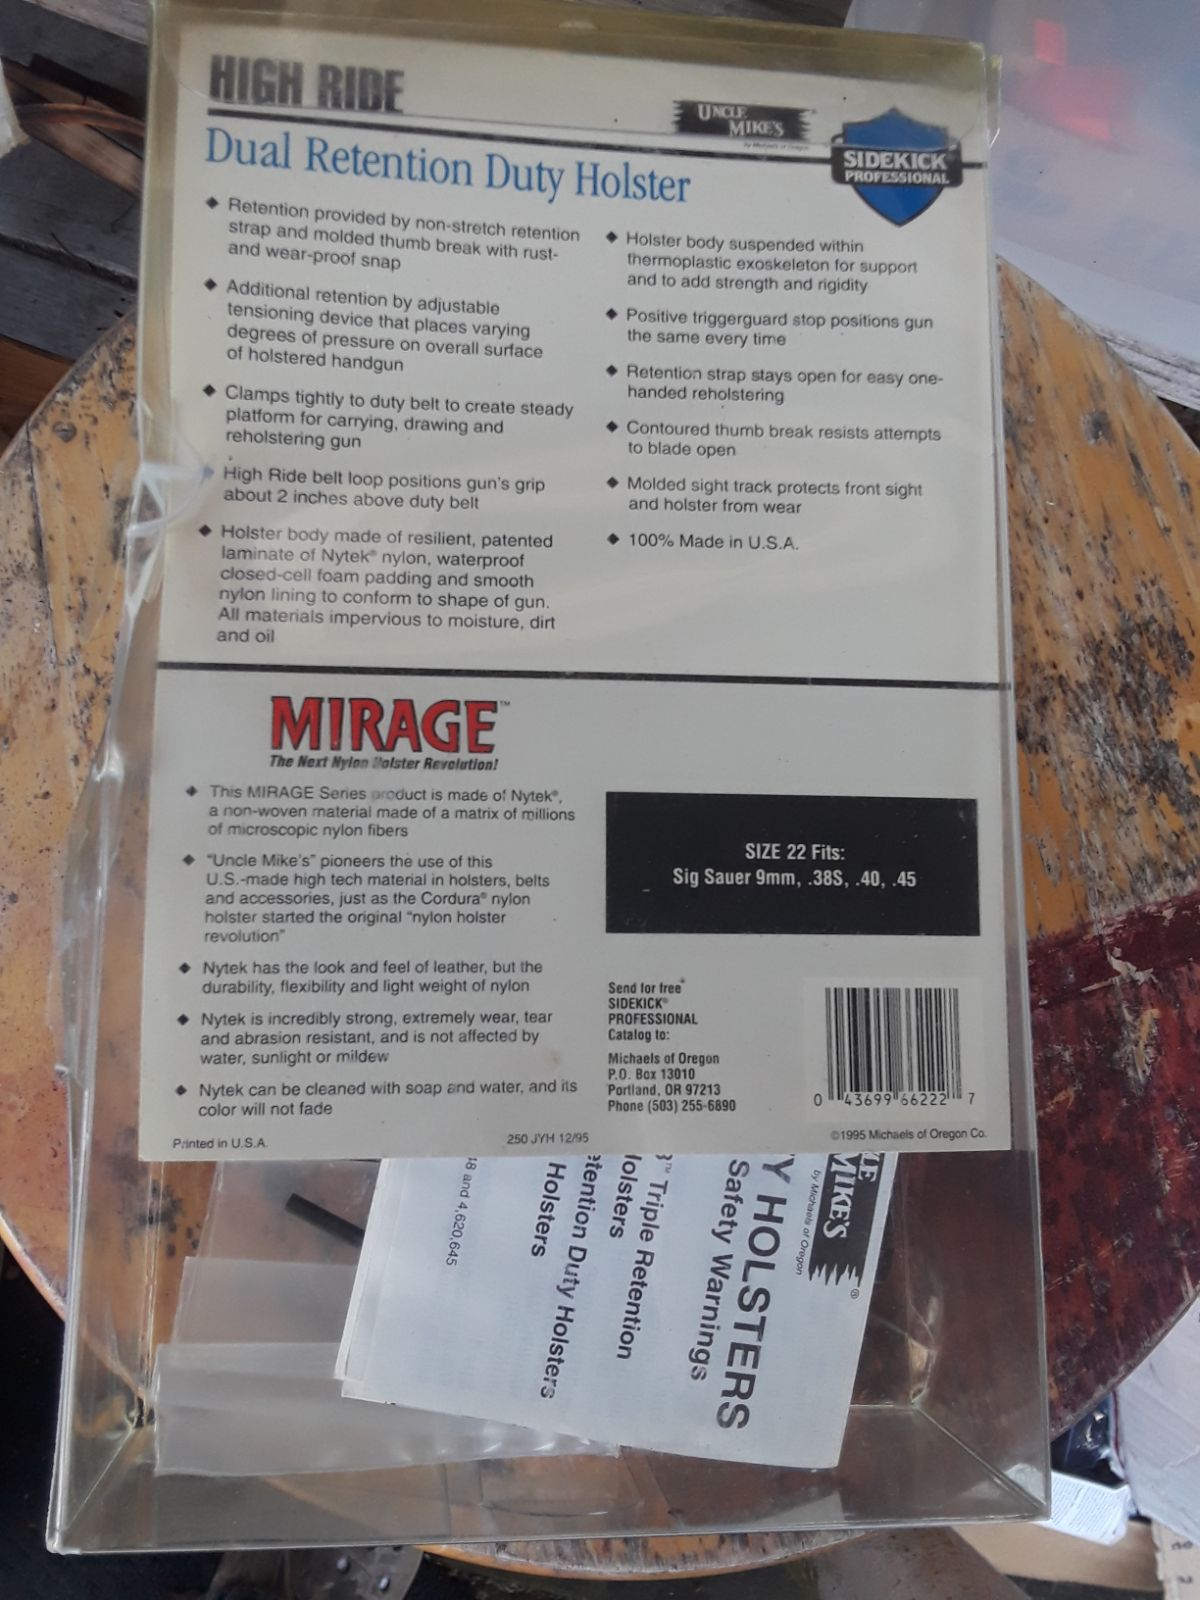 HIGH RIDE
UNCLE
MIKE'S
by Michaels of Oregon
SIDEKICK®
PROFESSIONAL
Dual Retention Duty Holster
◆ Retention provided by non-stretch retention
strap and molded thumb break with rust-
and wear-proof snap
◆ Additional retention by adjustable
tensioning device that places varying
degrees of pressure on overall surface
of holstered handgun
◆ Clamps tightly to duty belt to create steady
platform for carrying, drawing and
reholstering gun
◆ High Ride belt loop positions gun's grip
about 2 inches above duty belt
◆ Holster body made of resilient, patented
laminate of Nytek® nylon, waterproof
closed-cell foam padding and smooth
nylon lining to conform to shape of gun.
All materials impervious to moisture, dirt
and oil
◆ Holster body suspended within
thermoplastic exoskeleton for support
and to add strength and rigidity
◆ Positive triggerguard stop positions gun
the same every time
◆ Retention strap stays open for easy one-
handed reholstering
◆ Contoured thumb break resists attempts
to blade open
◆ Molded sight track protects front sight
and holster from wear
◆ 100% Made in U.S.A.
MIRAGE™
The Next Nylon Holster Revolution!
◆ This MIRAGE Series product is made of Nytek®,
a non-woven material made of a matrix of millions
of microscopic nylon fibers
◆ "Uncle Mike's" pioneers the use of this
U.S.-made high tech material in holsters, belts
and accessories, just as the Cordura® nylon
holster started the original "nylon holster
revolution"
◆ Nytek has the look and feel of leather, but the
durability, flexibility and light weight of nylon
◆ Nytek is incredibly strong, extremely wear, tear
and abrasion resistant, and is not affected by
water, sunlight or mildew
◆ Nytek can be cleaned with soap and water, and its
color will not fade
SIZE 22 Fits:
Sig Sauer 9mm, .38S, .40, .45
Send for free
SIDEKICK®
PROFESSIONAL
Catalog to:
Michaels of Oregon
P.O. Box 13010
Portland, OR 97213
Phone (503) 255-6890
0 43699 66222 7
Printed in U.S.A.
250 JYH 12/95
©1995 Michaels of Oregon Co.
MIKE'S
by Michaels of Oregon
®
Y HOLSTERS
Safety Warnings
™ Triple Retention
Holsters
etention Duty Holsters
Holsters
18 and 4,620,645